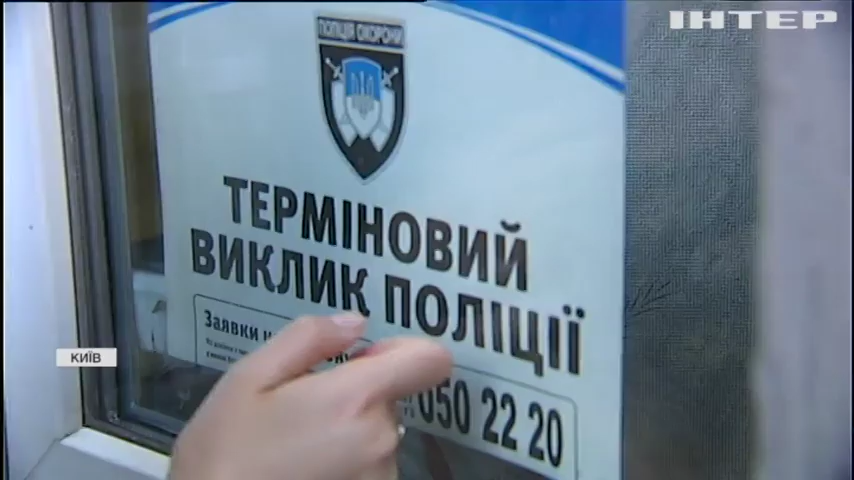 ІНТЕР
ПОЛІЦІЯ ОХОРОНИ
ТЕРМІНОВИЙ
ВИКЛИК ПОЛІЦІЇ
Заявки
050 22 20
КИЇВ